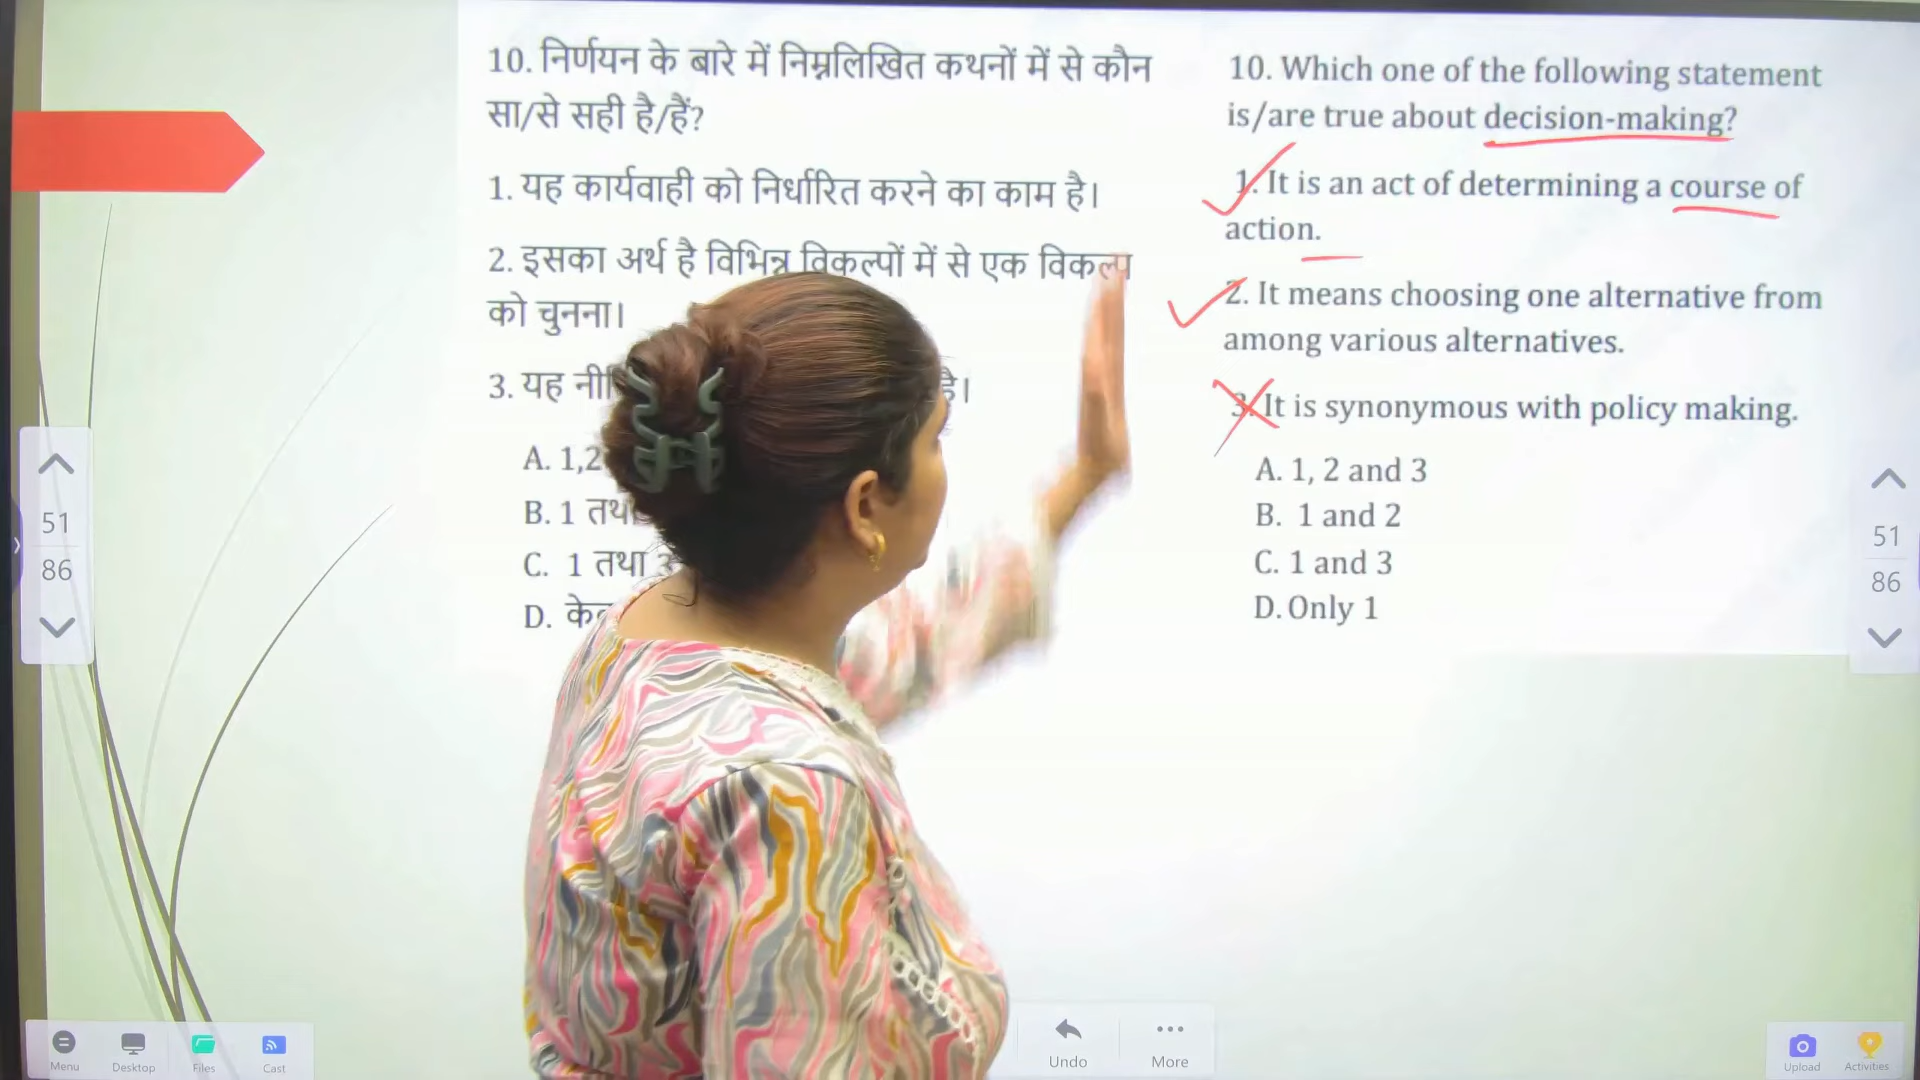 10. निर्णयन के बारे में निम्नलिखित कथनों में से कौन
सा/से सही है/हैं?
1. यह कार्यवाही को निर्धारित करने का काम है।
2. इसका अर्थ है विभिन्न विकल्पों में से एक विकल्प
को चुनना।
3. यह
है।
A. 1,2
B. 1 तथा
C. 1 तथा 3
D.
10. Which one of the following statement
is/are true about decision-making?
1. It is an act of determining a course of
action.
2. It means choosing one alternative from
among various alternatives.
3. It is synonymous with policy making.
A. 1, 2 and 3
B. 1 and 2
C. 1 and 3
D. Only 1
51
86
51
86
Menu
Desktop
Files
Cast
Undo
More
Upload
Activities